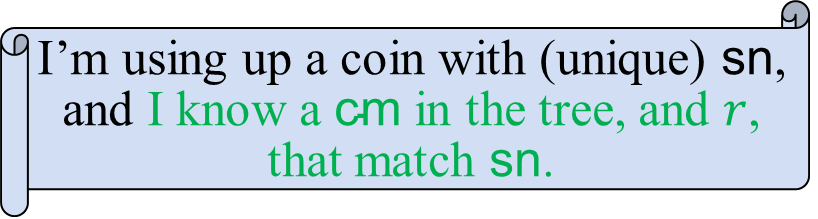 I'm using up a coin with (unique) sn,
and I know a cm in the tree, and r,
that match sn.